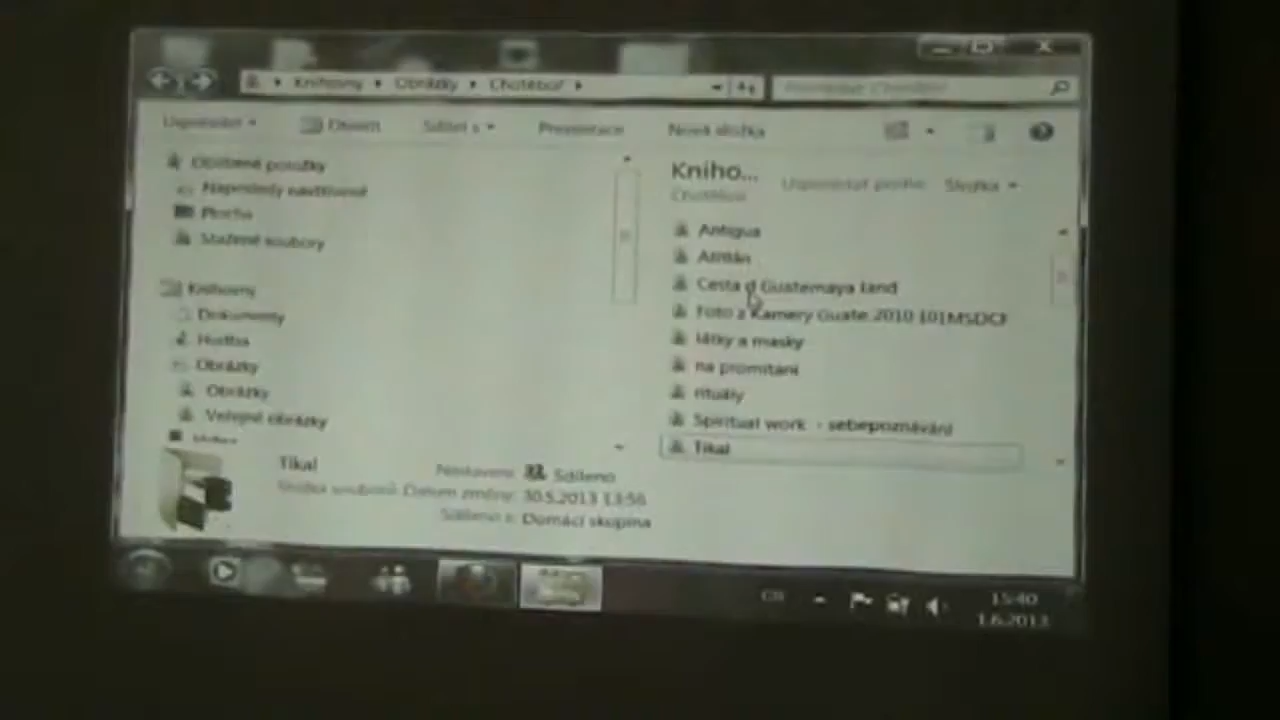 Knihovny Obrázky Chotěboř
Uspořádat Otevřít Sdílet s Prezentace Nová složka
Oblíbené položky
Naposledy navštívené
Plocha
Stažené soubory
Knihovny
Dokumenty
Hudba
Obrázky
Obrázky
Veřejné obrázky
Kniho...
Chotěboř
Uspořádat podle: Složka
Antigua
Atitlán
Cesta d Guatemaya land
Foto z Kamery Guate 2010 101MSDCF
látky a masky
na promítání
rituály
Spiritual work - sebepoznávání
Tikal
Tikal
Složka souborů
Sdíleno
Datum změny: 30.5.2013 13:56
Sdíleno s: Domácí skupina
CS
15:40
1.6.2013